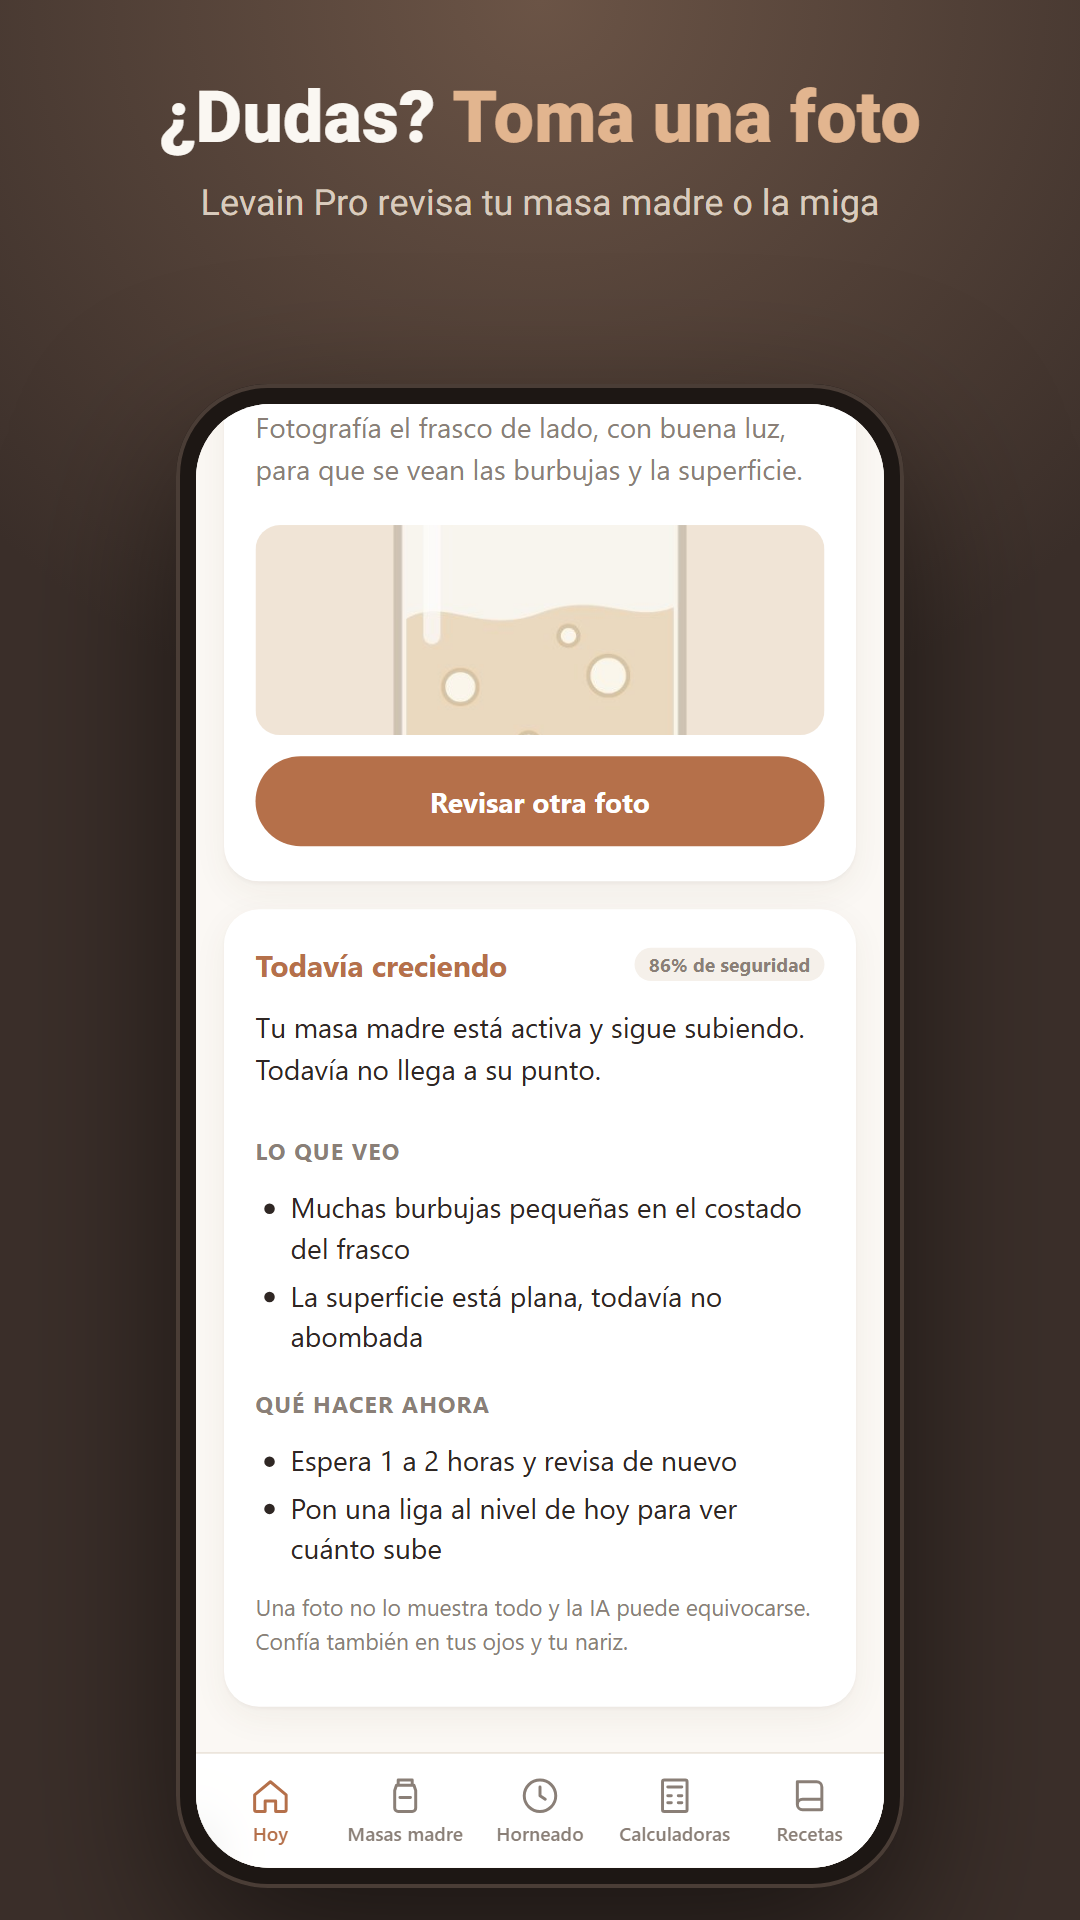 ¿Dudas? Toma una foto
Levain Pro revisa tu masa madre o la miga
Fotografía el frasco de lado, con buena luz,
para que se vean las burbujas y la superficie.
Revisar otra foto
Todavía creciendo
86% de seguridad
Tu masa madre está activa y sigue subiendo.
Todavía no llega a su punto.
LO QUE VEO
• Muchas burbujas pequeñas en el costado
del frasco
• La superficie está plana, todavía no
abombada
QUÉ HACER AHORA
• Espera 1 a 2 horas y revisa de nuevo
• Pon una liga al nivel de hoy para ver
cuánto sube
Una foto no lo muestra todo y la IA puede equivocarse.
Confía también en tus ojos y tu nariz.
Hoy
Masas madre
Horneado
Calculadoras
Recetas